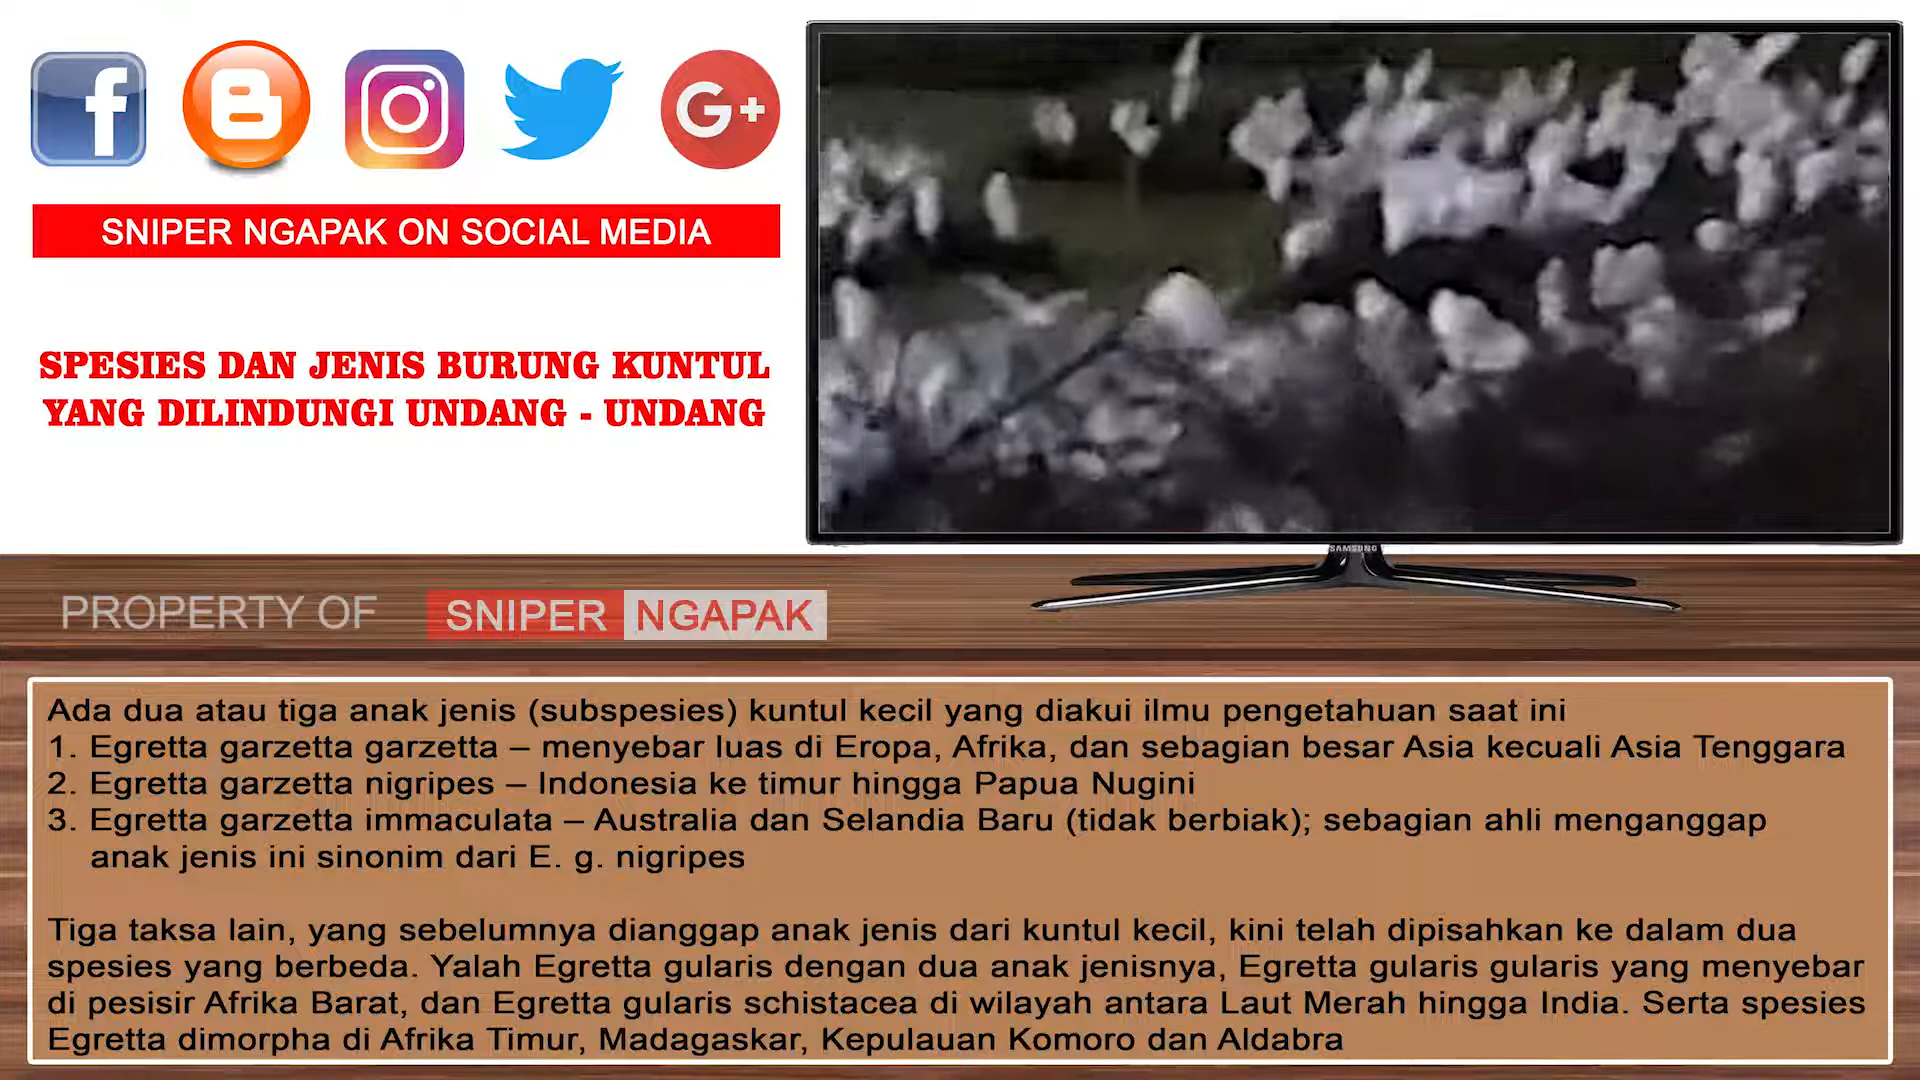 SNIPER NGAPAK ON SOCIAL MEDIA
SPESIES DAN JENIS BURUNG KUNTUL
YANG DILINDUNGI UNDANG - UNDANG
SAMSUNG
PROPERTY OF SNIPER NGAPAK
Ada dua atau tiga anak jenis (subspesies) kuntul kecil yang diakui ilmu pengetahuan saat ini
1. Egretta garzetta garzetta – menyebar luas di Eropa, Afrika, dan sebagian besar Asia kecuali Asia Tenggara
2. Egretta garzetta nigripes – Indonesia ke timur hingga Papua Nugini
3. Egretta garzetta immaculata – Australia dan Selandia Baru (tidak berbiak); sebagian ahli menganggap
anak jenis ini sinonim dari E. g. nigripes
Tiga taksa lain, yang sebelumnya dianggap anak jenis dari kuntul kecil, kini telah dipisahkan ke dalam dua
spesies yang berbeda. Yalah Egretta gularis dengan dua anak jenisnya, Egretta gularis gularis yang menyebar
di pesisir Afrika Barat, dan Egretta gularis schistacea di wilayah antara Laut Merah hingga India. Serta spesies
Egretta dimorpha di Afrika Timur, Madagaskar, Kepulauan Komoro dan Aldabra